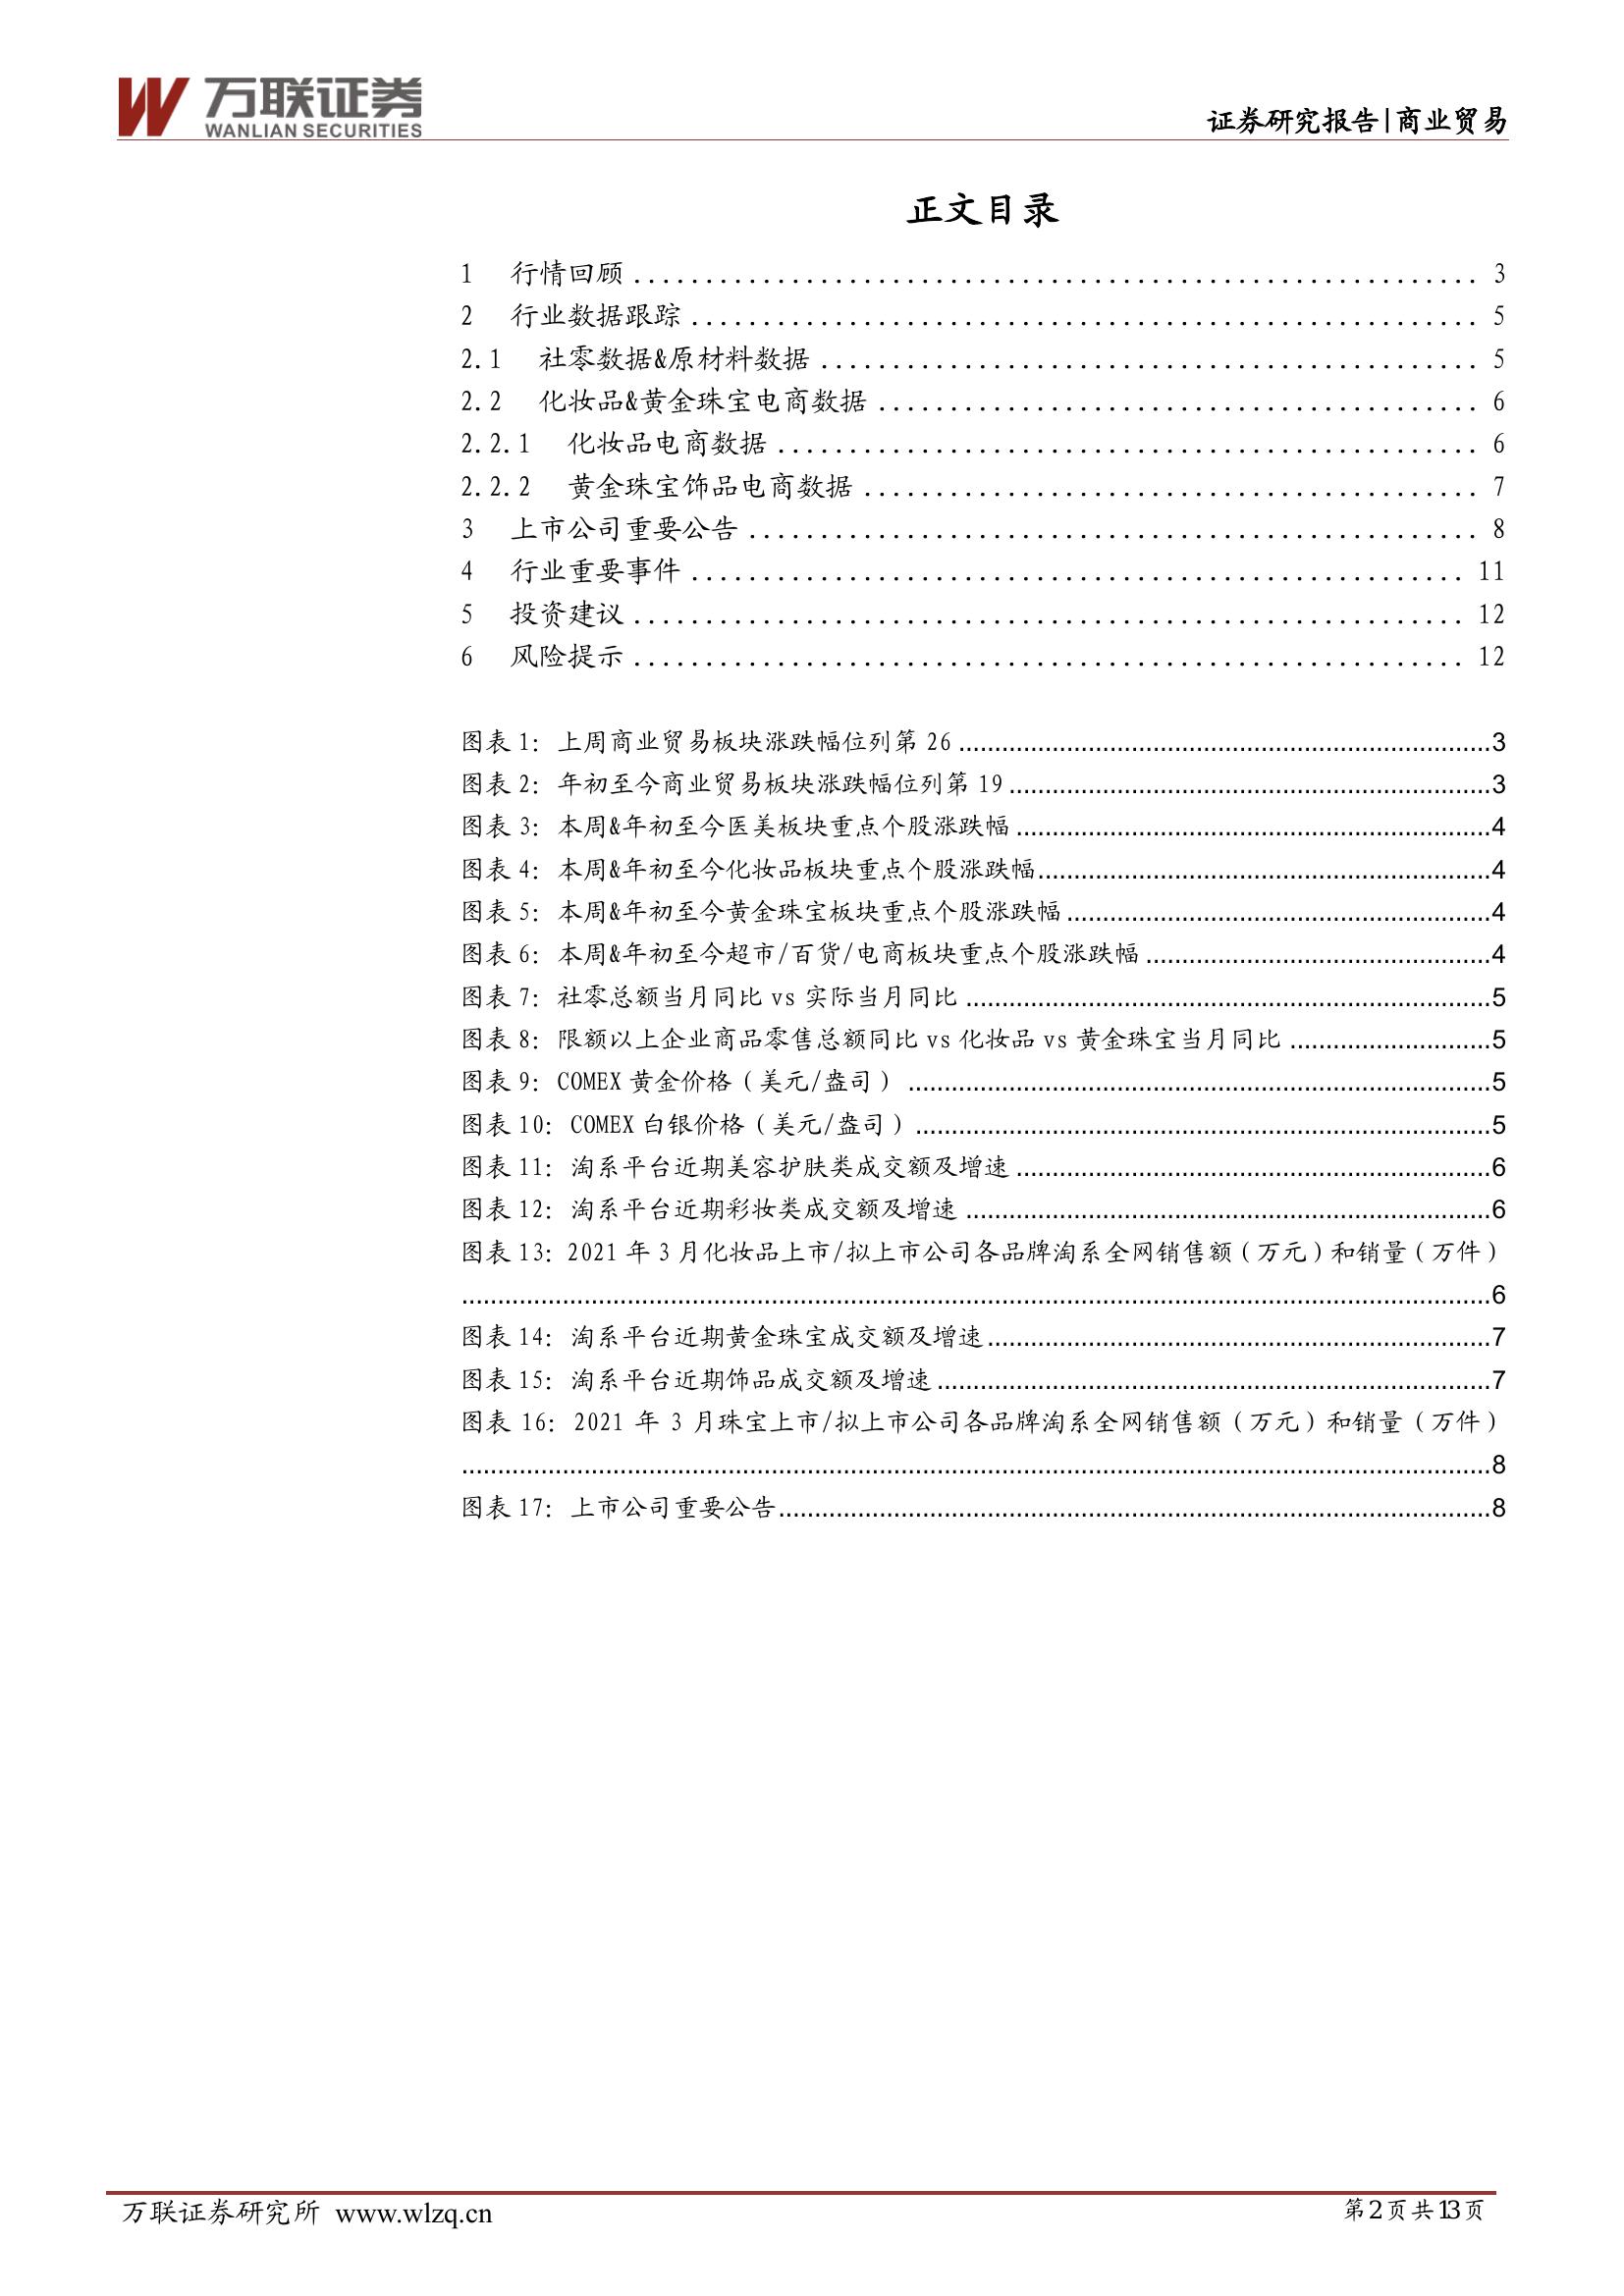 万联证券
WANLIAN SECURITIES
证券研究报告|商业贸易
正文目录
1 行情回顾 ........................................................... 3
2 行业数据跟踪 ....................................................... 5
2.1 社零数据&原材料数据 .............................................. 5
2.2 化妆品&黄金珠宝电商数据 .......................................... 6
2.2.1 化妆品电商数据 ................................................. 6
2.2.2 黄金珠宝饰品电商数据 ........................................... 7
3 上市公司重要公告 ................................................... 8
4 行业重要事件 ...................................................... 11
5 投资建议 .......................................................... 12
6 风险提示 .......................................................... 12
图表 1：上周商业贸易板块涨跌幅位列第 26 ..........................................................................3
图表 2：年初至今商业贸易板块涨跌幅位列第 19 ...................................................................3
图表 3：本周&年初至今医美板块重点个股涨跌幅 ..................................................................4
图表 4：本周&年初至今化妆品板块重点个股涨跌幅...............................................................4
图表 5：本周&年初至今黄金珠宝板块重点个股涨跌幅 ...........................................................4
图表 6：本周&年初至今超市/百货/电商板块重点个股涨跌幅 ................................................4
图表 7：社零总额当月同比 vs 实际当月同比 .........................................................................5
图表 8：限额以上企业商品零售总额同比 vs 化妆品 vs 黄金珠宝当月同比 ............................5
图表 9：COMEX 黄金价格（美元/盎司） .................................................................................5
图表 10：COMEX 白银价格（美元/盎司）................................................................................5
图表 11：淘系平台近期美容护肤类成交额及增速 ..................................................................6
图表 12：淘系平台近期彩妆类成交额及增速 .........................................................................6
图表 13：2021 年 3 月化妆品上市/拟上市公司各品牌淘系全网销售额（万元）和销量（万件）
................................................................................................................................................6
图表 14：淘系平台近期黄金珠宝成交额及增速......................................................................7
图表 15：淘系平台近期饰品成交额及增速.............................................................................7
图表 16：2021 年 3 月珠宝上市/拟上市公司各品牌淘系全网销售额（万元）和销量（万件）
................................................................................................................................................8
图表 17：上市公司重要公告...................................................................................................8
万联证券研究所 www.wlzq.cn
第2页共13页